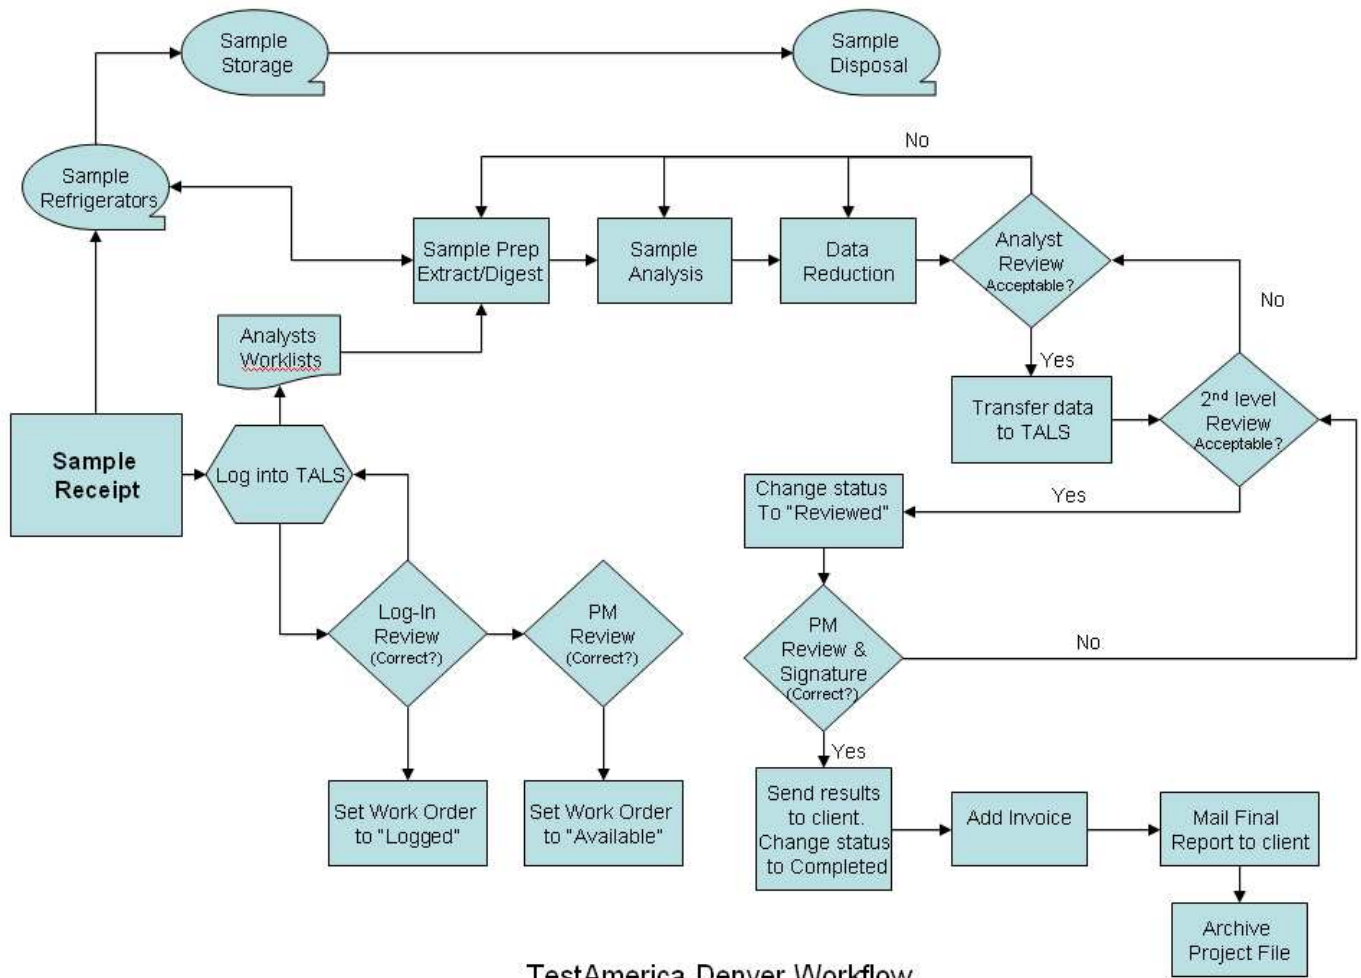 Sample
Storage
Sample
Disposal
No
Sample
Refrigerators
Sample Prep
Extract/Digest
Sample
Analysis
Data
Reduction
Analyst
Review
Acceptable?
No
Analysts
Worklists
Yes
Transfer data
to TALS
2nd level
Review
Acceptable?
Sample
Receipt
Log into TALS
Change status
To "Reviewed"
Yes
Log-In
Review
(Correct?)
PM
Review
(Correct?)
PM
Review &
Signature
(Correct?)
No
Yes
Set Work Order
to "Logged"
Set Work Order
to "Available"
Send results
to client.
Change status
to Completed
Add Invoice
Mail Final
Report to client
Archive
Project File
TestAmerica Denver Workflow